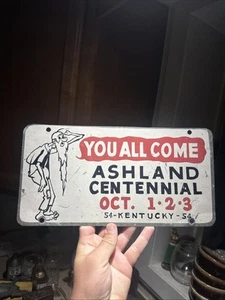 YOU ALL COME
ASHLAND
CENTENNIAL
OCT. 1·2·3
54-KENTUCKY-54